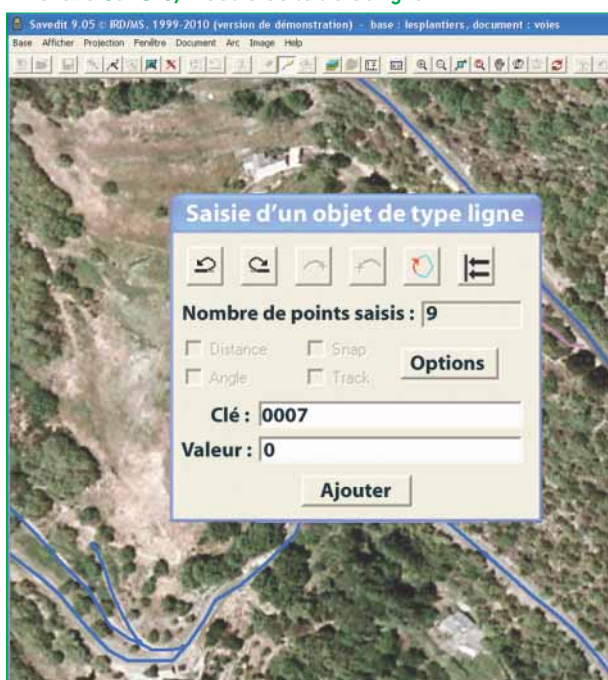 Savedit 9.05 © IRD/MS, 1999-2010 (version de démonstration) - base : lesplantiers, document : voies
Base Afficher Projection Fenêtre Document Arc Image Help
Saisie d'un objet de type ligne
Nombre de points saisis : 9
Distance Snap
Options
Angle Track
Clé : 0007
Valeur : 0
Ajouter